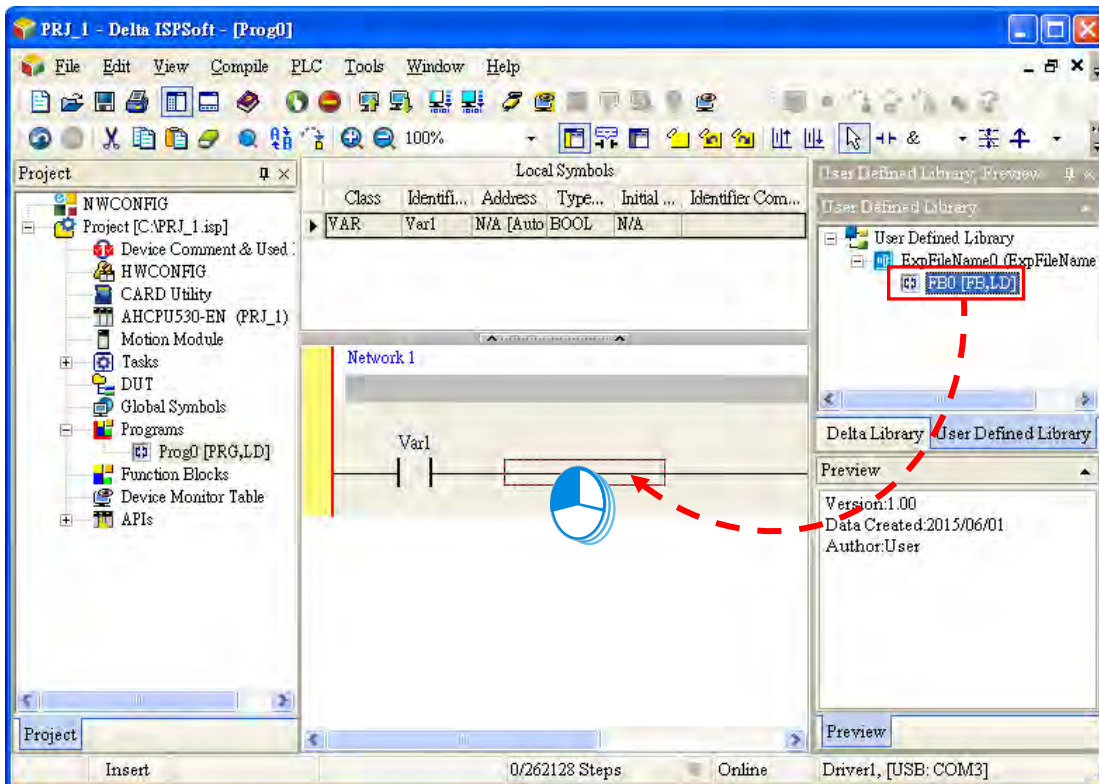 PRJ_1 - Delta ISPSoft - [Prog0]
File Edit View Compile PLC Tools Window Help
100%
Project
NWCONFIG
Project [C:\PRJ_1.isp]
Device Comment & Used
HWCONFIG
CARD Utility
AHCPU530-EN (PRJ_1)
Motion Module
Tasks
DUT
Global Symbols
Programs
Prog0 [PRG,LD]
Function Blocks
Device Monitor Table
APIs
Project
Local Symbols
Class Identifi... Address Type... Initial ... Identifier Com...
VAR Var1 N/A [Auto BOOL N/A
Network 1
Var1
User Defined Library, Preview
User Defined Library
User Defined Library
ExpFileName0 (ExpFileName
FB0 [FB,LD]
Delta Library User Defined Library
Preview
Version:1.00
Data Created:2015/06/01
Author:User
Preview
Insert 0/262128 Steps Online Driver1, [USB: COM3]